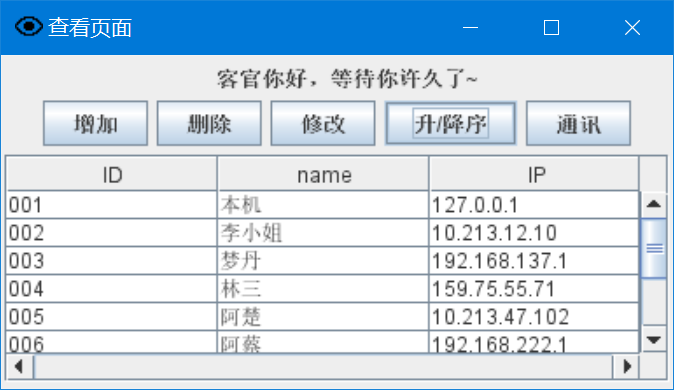 查看页面
客官你好，等待你许久了~
增加 删除 修改 升/降序 通讯
ID name IP
001 本机 127.0.0.1
002 李小姐 10.213.12.10
003 梦丹 192.168.137.1
004 林三 159.75.55.71
005 阿楚 10.213.47.102
006 阿蔡 192.168.222.1